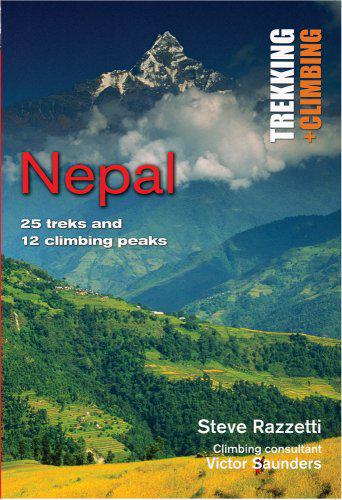 TREKKING
+CLIMBING
Nepal
25 treks and
12 climbing peaks
Steve Razzetti
Climbing consultant
Victor Saunders